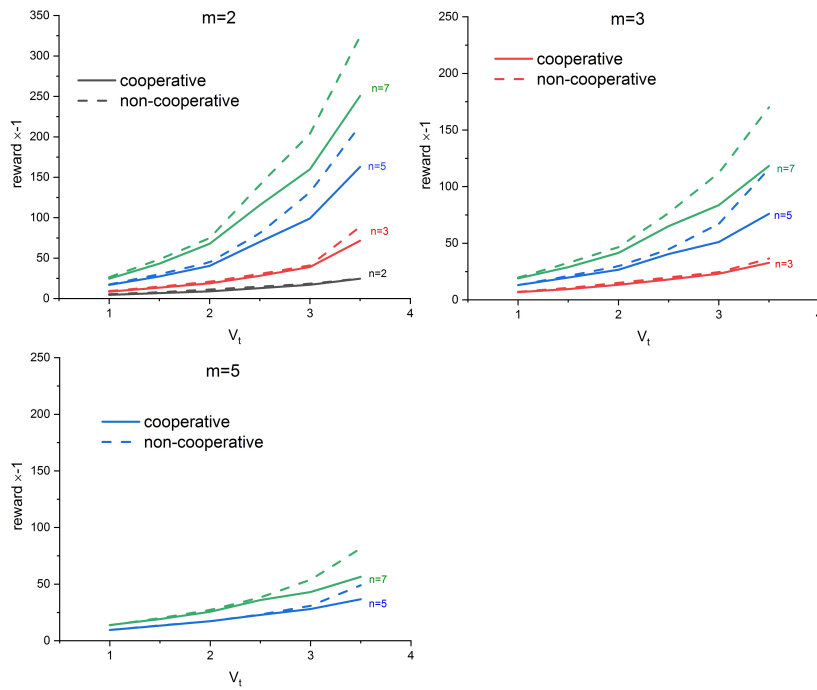 m=2
350
300
250
200
150
100
50
0
reward ×-1
cooperative
non-cooperative
n=7
n=5
n=3
n=2
1
2
3
4
V_t
m=3
250
200
150
100
50
0
reward ×-1
cooperative
non-cooperative
n=7
n=5
n=3
1
2
3
V_t
m=5
250
200
150
100
50
0
reward ×-1
cooperative
non-cooperative
n=7
n=5
1
2
3
4
V_t